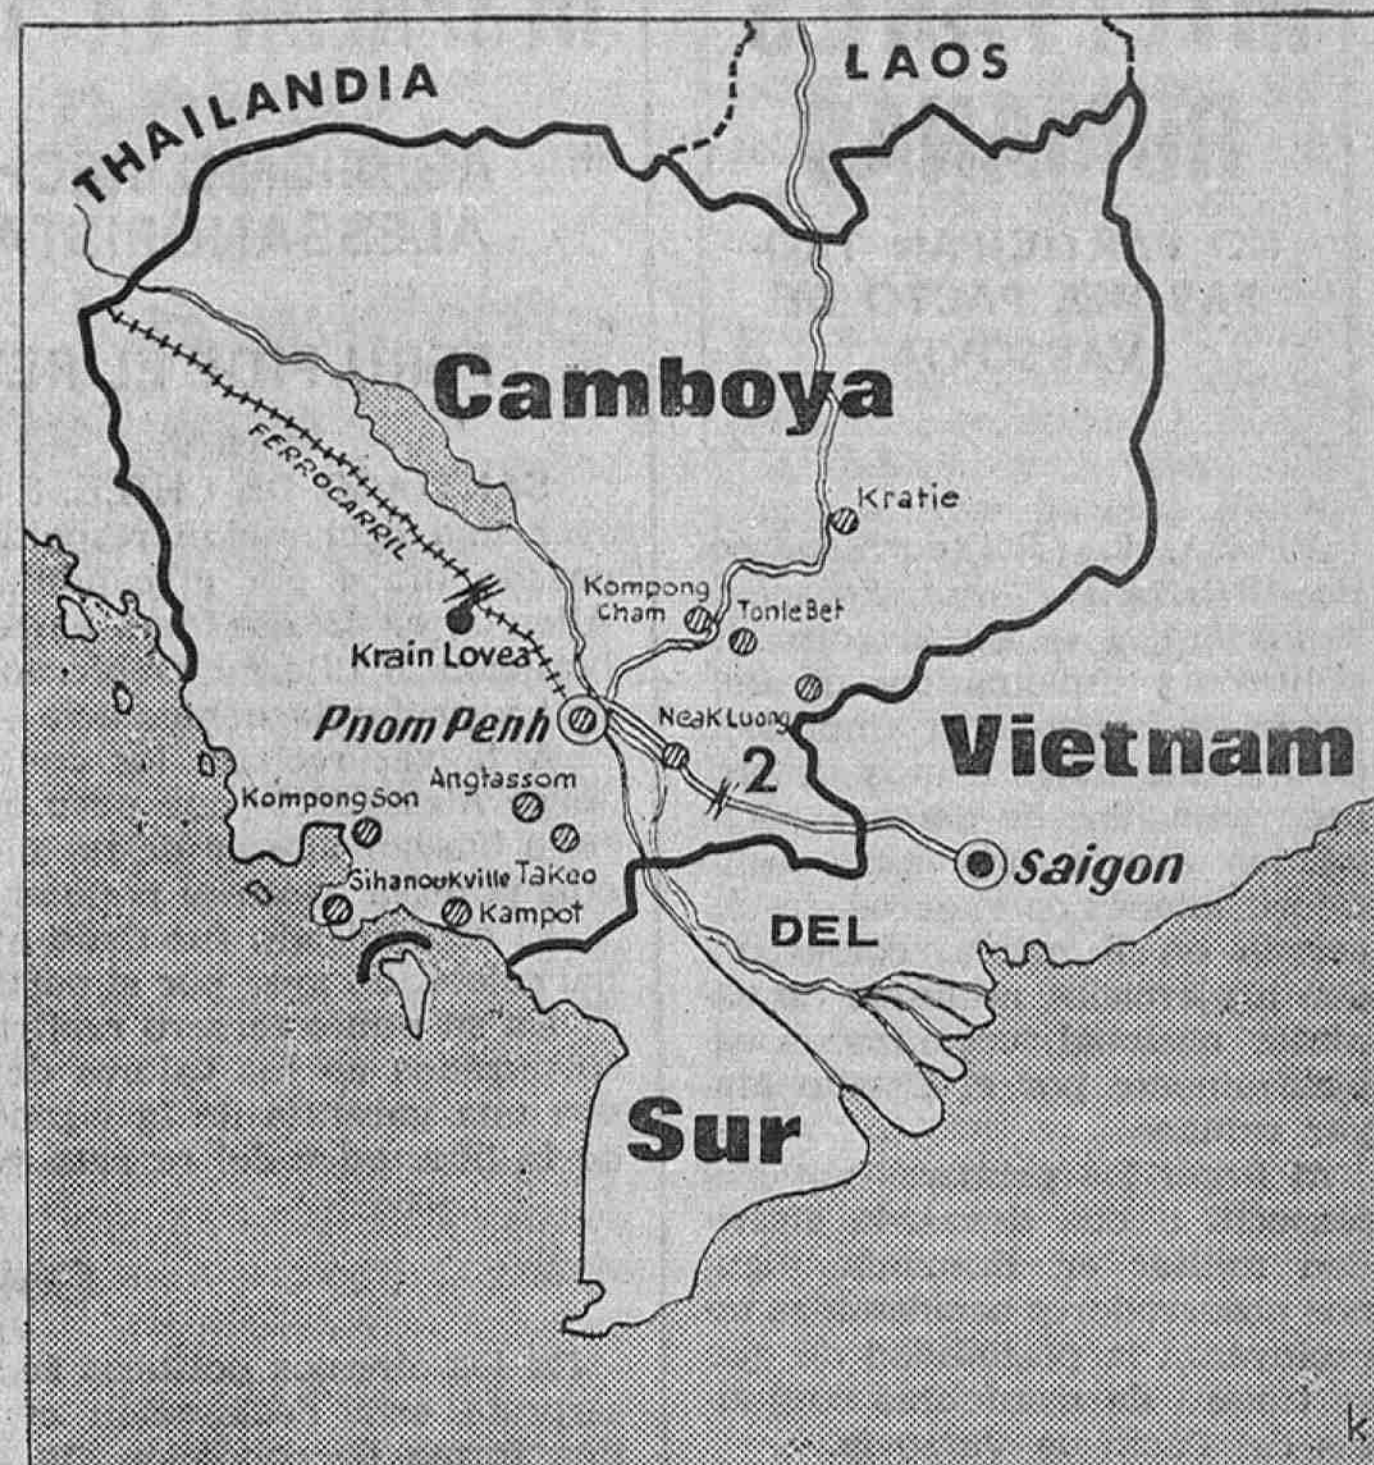 THAILANDIA
LAOS
Camboya
FERROCARRIL
Kratie
Kompong
Cham
Tonle Bet
Krain Lovea
Pnom Penh
Neak Luong
Vietnam
2
Angtassom
Kompong Son
Saigon
Sihanoukville
Takeo
Kampot
DEL
Sur
k